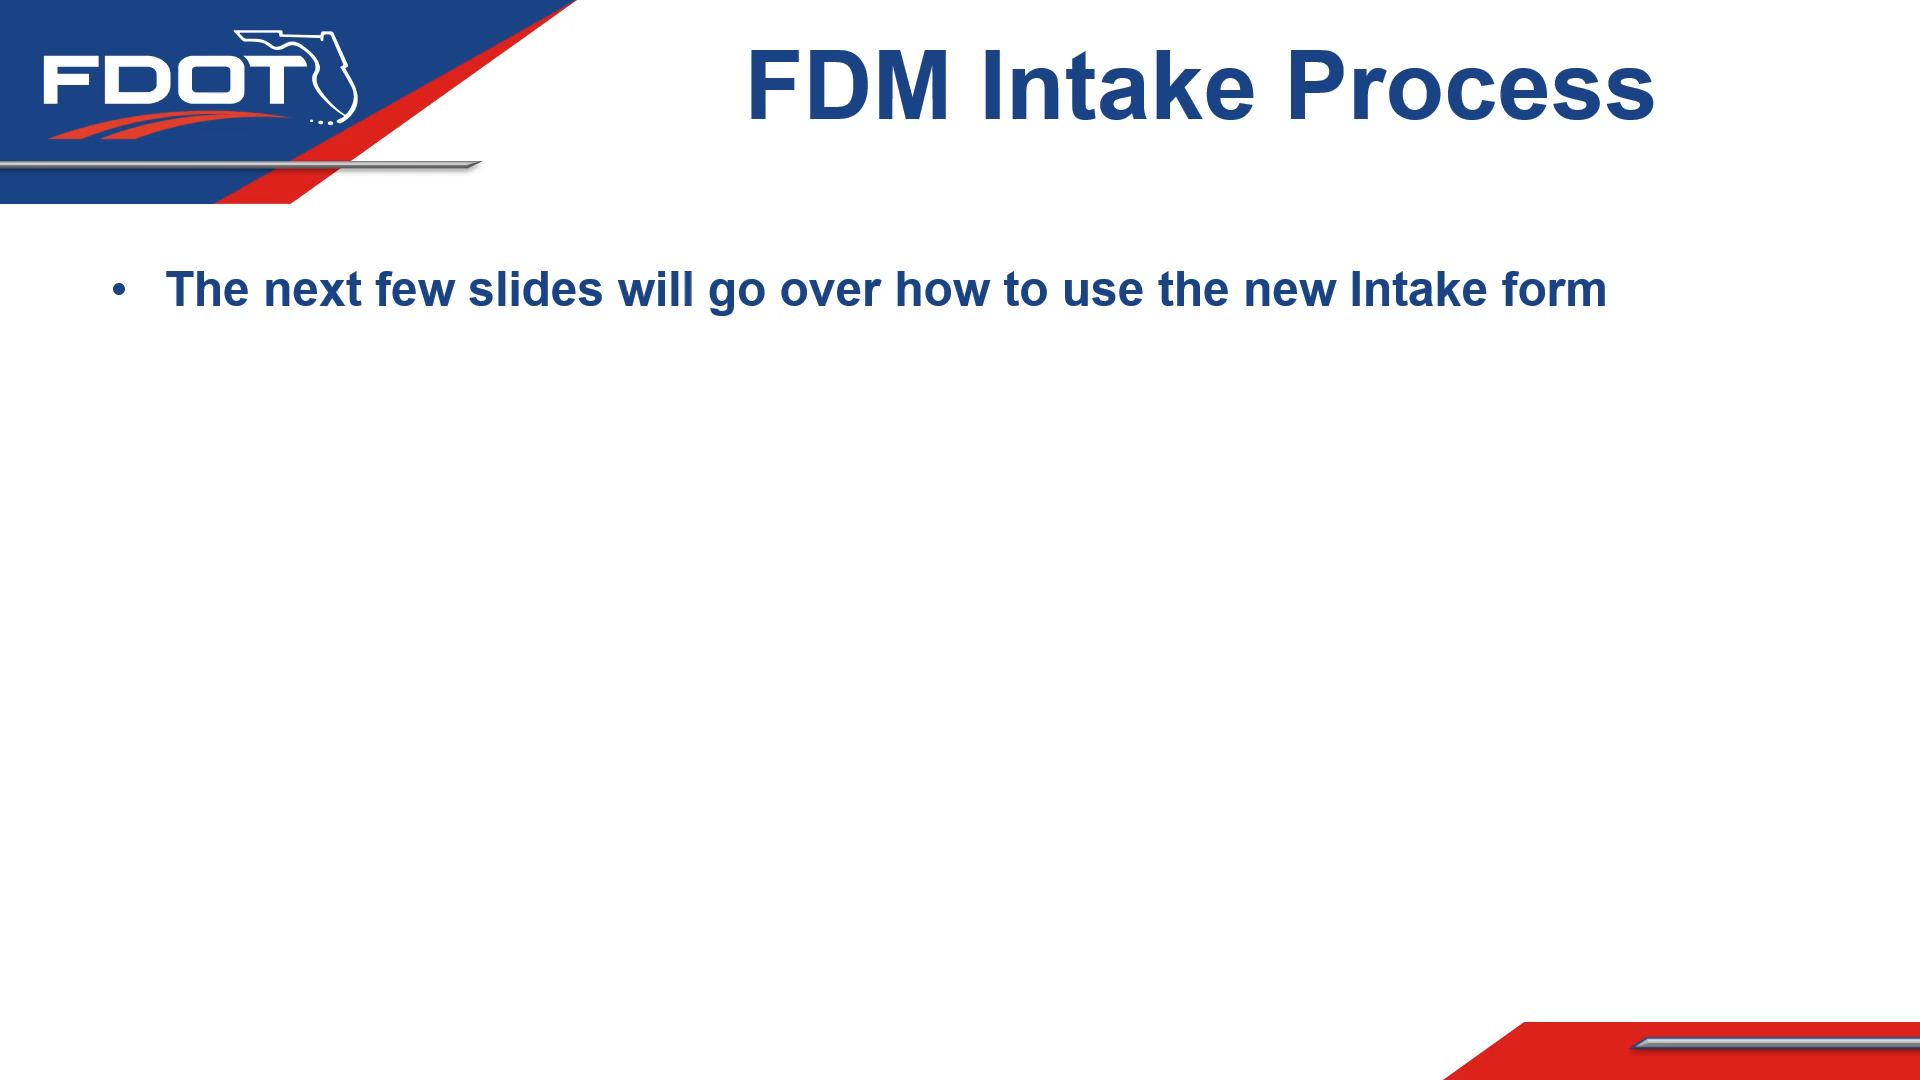 FDOT
FDM Intake Process
• The next few slides will go over how to use the new Intake form